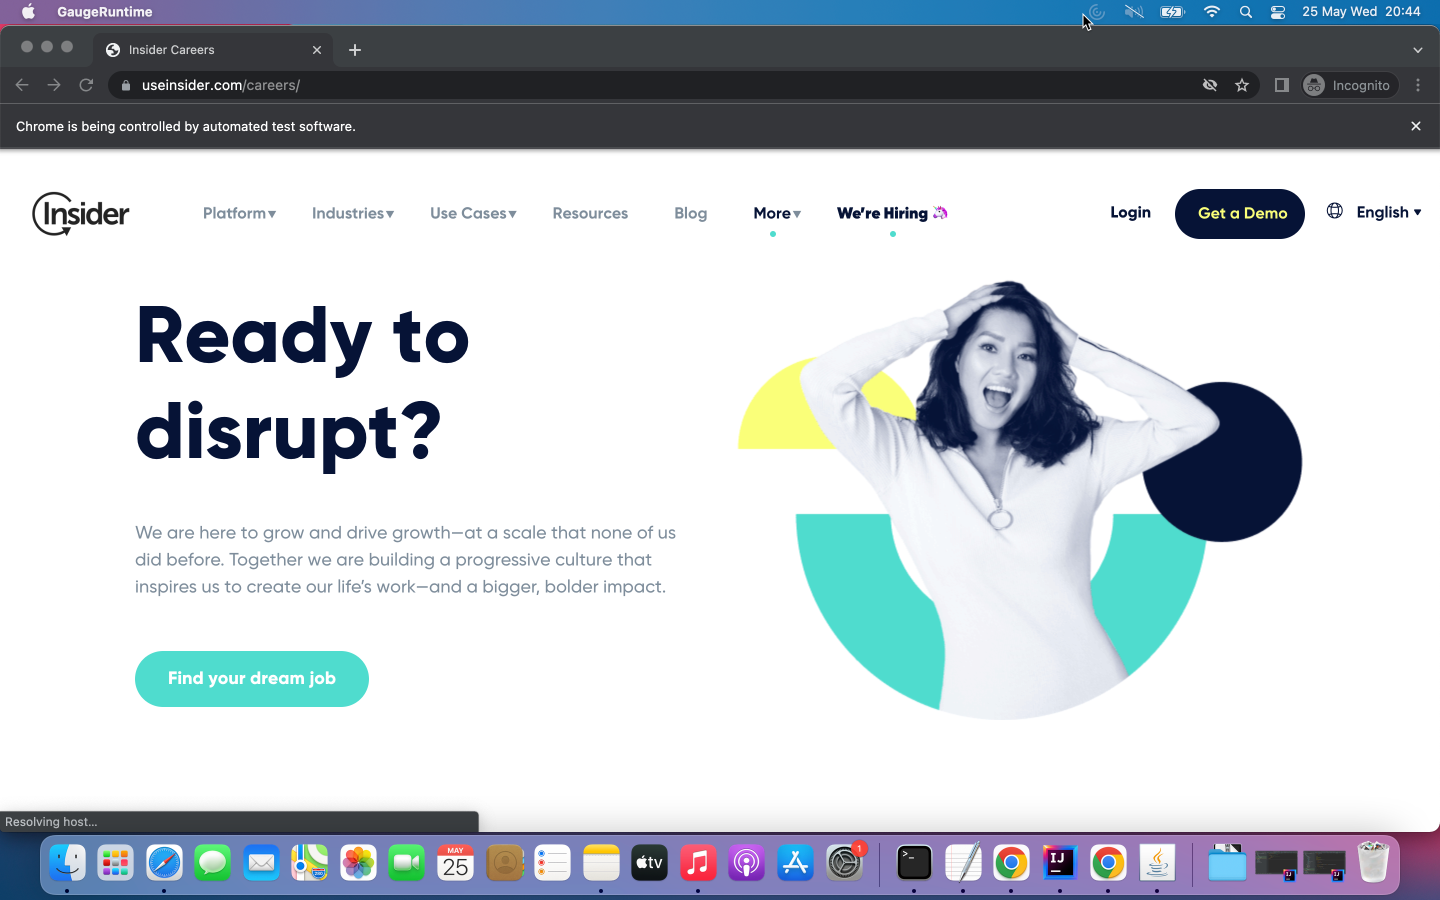 GaugeRuntime
25 May Wed 20:44
Insider Careers
useinsider.com/careers/
Incognito
Chrome is being controlled by automated test software.
Insider
Platform▾
Industries▾
Use Cases▾
Resources
Blog
More▾
We're Hiring 🦄
Login
Get a Demo
English ▾
Ready to
disrupt?
We are here to grow and drive growth—at a scale that none of us
did before. Together we are building a progressive culture that
inspires us to create our life's work—and a bigger, bolder impact.
Find your dream job
Resolving host...
MAY
25
tv
1
>_
IJ
IJ
IJ